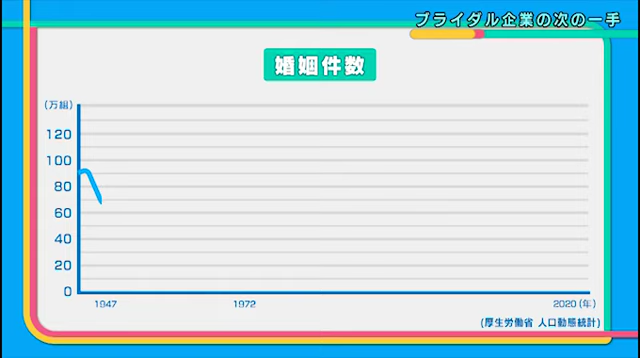 ブライダル企業の次の一手
婚姻件数
(万組)
120
100
80
60
40
20
0
1947
1972
2020(年)
(厚生労働省 人口動態統計)